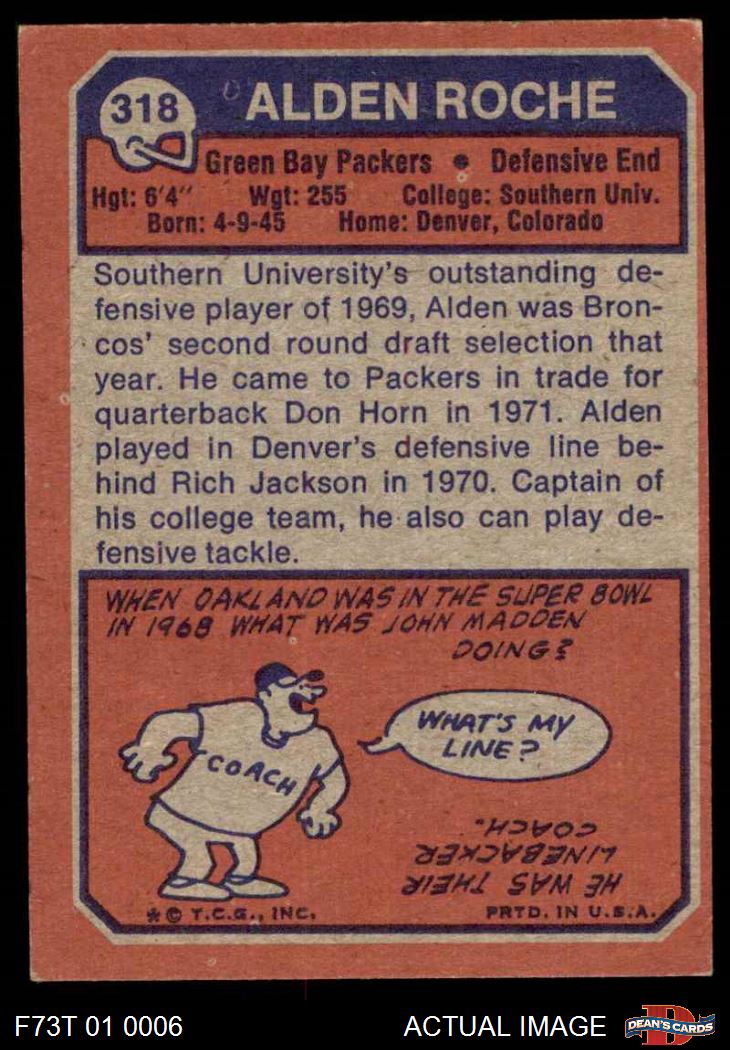 318 ALDEN ROCHE
Green Bay Packers • Defensive End
Hgt: 6'4" Wgt: 255 College: Southern Univ.
Born: 4-9-45 Home: Denver, Colorado
Southern University's outstanding de-
fensive player of 1969, Alden was Bron-
cos' second round draft selection that
year. He came to Packers in trade for
quarterback Don Horn in 1971. Alden
played in Denver's defensive line be-
hind Rich Jackson in 1970. Captain of
his college team, he also can play de-
fensive tackle.
WHEN OAKLAND WAS IN THE SUPER BOWL
IN 1968 WHAT WAS JOHN MADDEN
DOING?
WHAT'S MY
LINE?
COACH
HE WAS THEIR
LINEBACKER
COACH.
* © T.C.G., INC. PRTD. IN U.S.A.
F73T 01 0006 ACTUAL IMAGE DEAN'S CARDS